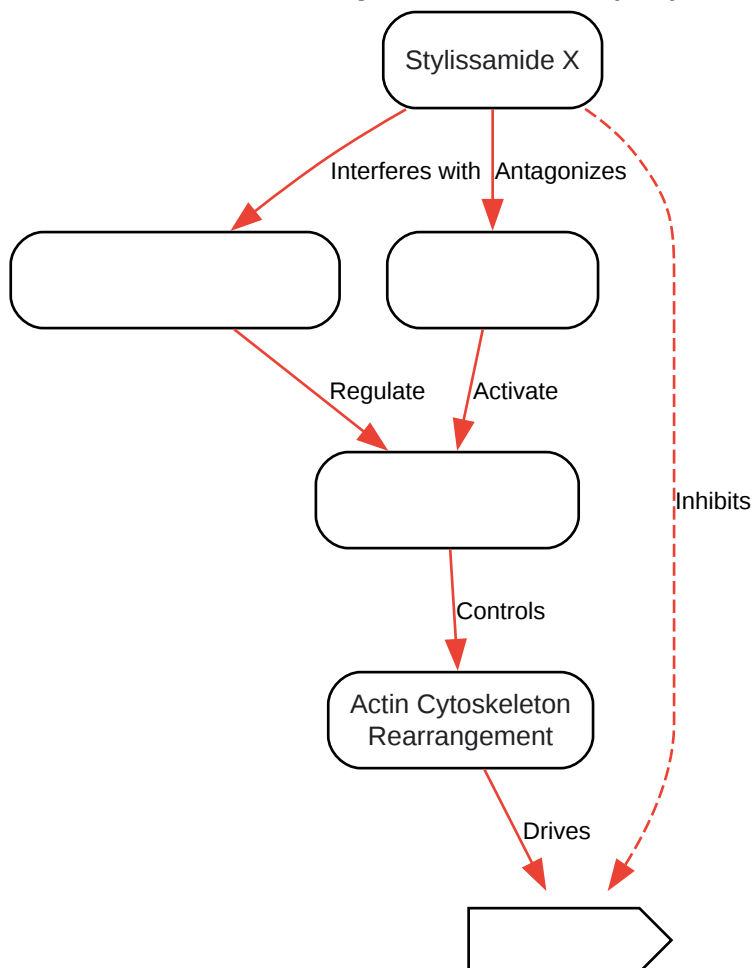 Stylissamide X
Interferes with
Antagonizes
Regulate
Activate
Inhibits
Controls
Actin Cytoskeleton
Rearrangement
Drives